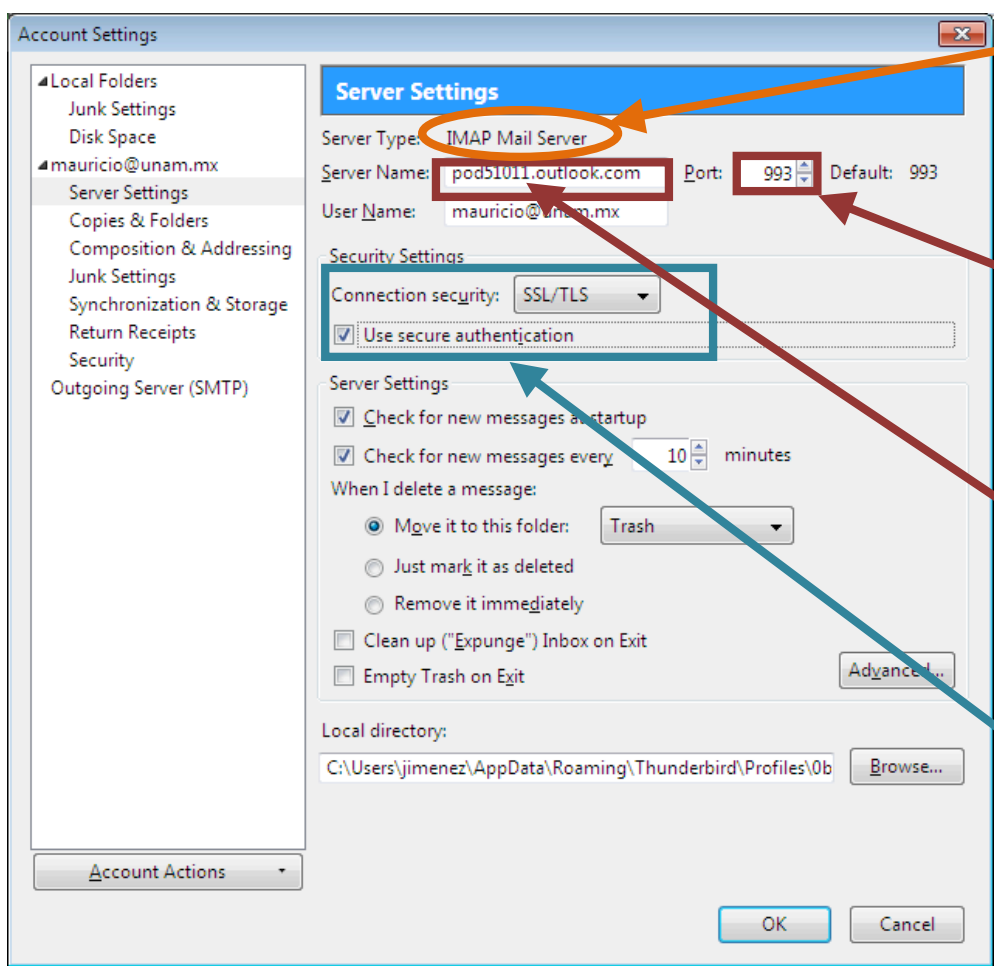 Account Settings
Local Folders
Junk Settings
Disk Space
mauricio@unam.mx
Server Settings
Copies & Folders
Composition & Addressing
Junk Settings
Synchronization & Storage
Return Receipts
Security
Outgoing Server (SMTP)
Account Actions
Server Settings
Server Type: IMAP Mail Server
Server Name: pod51011.outlook.com Port: 993 Default: 993
User Name: mauricio@unam.mx
Security Settings
Connection security: SSL/TLS
Use secure authentication
Server Settings
Check for new messages at startup
Check for new messages every 10 minutes
When I delete a message:
Move it to this folder: Trash
Just mark it as deleted
Remove it immediately
Clean up ("Expunge") Inbox on Exit
Empty Trash on Exit
Advanced...
Local directory:
C:\Users\jimenez\AppData\Roaming\Thunderbird\Profiles\0b Browse...
OK Cancel